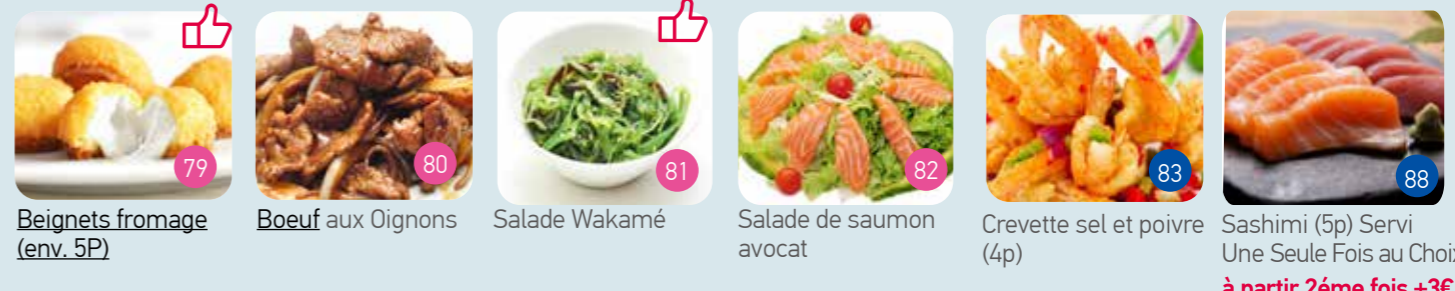 79
80
81
82
83
88
Beignets fromage
(env. 5P)
Boeuf aux Oignons
Salade Wakamé
Salade de saumon
avocat
Crevette sel et poivre
(4p)
Sashimi (5p) Servi
Une Seule Fois au Choix
à partir 2éme fois +3€